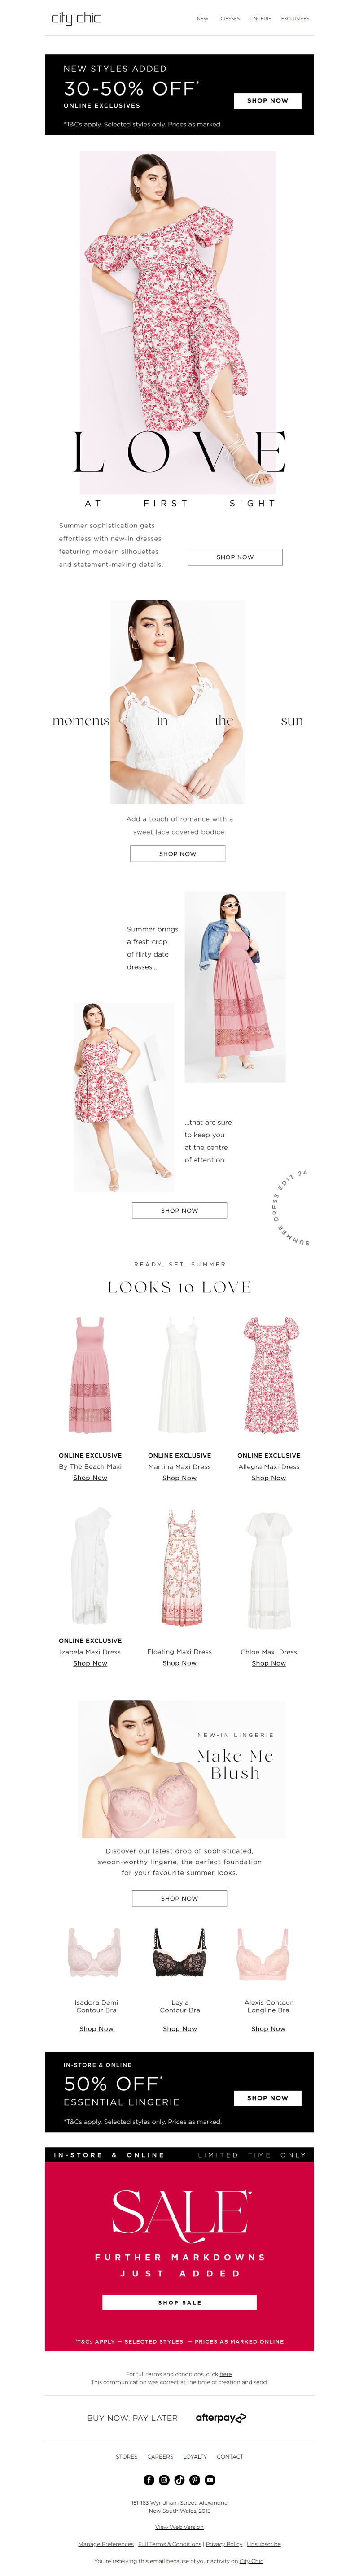 city chic
NEW DRESSES LINGERIE EXCLUSIVES
NEW STYLES ADDED
30-50% OFF*
ONLINE EXCLUSIVES
SHOP NOW
*T&Cs apply. Selected styles only. Prices as marked.
LOVE
AT FIRST SIGHT
Summer sophistication gets
effortless with new-in dresses
featuring modern silhouettes
and statement-making details.
SHOP NOW
moments in the sun
Add a touch of romance with a
sweet lace covered bodice.
SHOP NOW
Summer brings
a fresh crop
of flirty date
dresses...
...that are sure
to keep you
at the centre
of attention.
SHOP NOW
SUMMER DRESS EDIT 24
READY, SET, SUMMER
LOOKS to LOVE
ONLINE EXCLUSIVE ONLINE EXCLUSIVE ONLINE EXCLUSIVE
By The Beach Maxi Martina Maxi Dress Allegra Maxi Dress
Shop Now Shop Now Shop Now
ONLINE EXCLUSIVE
Izabela Maxi Dress Floating Maxi Dress Chloe Maxi Dress
Shop Now Shop Now Shop Now
NEW-IN LINGERIE
Make Me
Blush
Discover our latest drop of sophisticated,
swoon-worthy lingerie, the perfect foundation
for your favourite summer looks.
SHOP NOW
Isadora Demi Leyla Alexis Contour
Contour Bra Contour Bra Longline Bra
Shop Now Shop Now Shop Now
IN-STORE & ONLINE
50% OFF*
ESSENTIAL LINGERIE
SHOP NOW
*T&Cs apply. Selected styles only. Prices as marked.
IN-STORE & ONLINE LIMITED TIME ONLY
SALE*
FURTHER MARKDOWNS
JUST ADDED
SHOP SALE
*T&Cs APPLY — SELECTED STYLES — PRICES AS MARKED ONLINE
For full terms and conditions, click here.
This communication was correct at the time of creation and send.
BUY NOW, PAY LATER afterpay
STORES CAREERS LOYALTY CONTACT
151-163 Wyndham Street, Alexandria
New South Wales, 2015
View Web Version
Manage Preferences | Full Terms & Conditions | Privacy Policy | Unsubscribe
You're receiving this email because of your activity on City Chic.